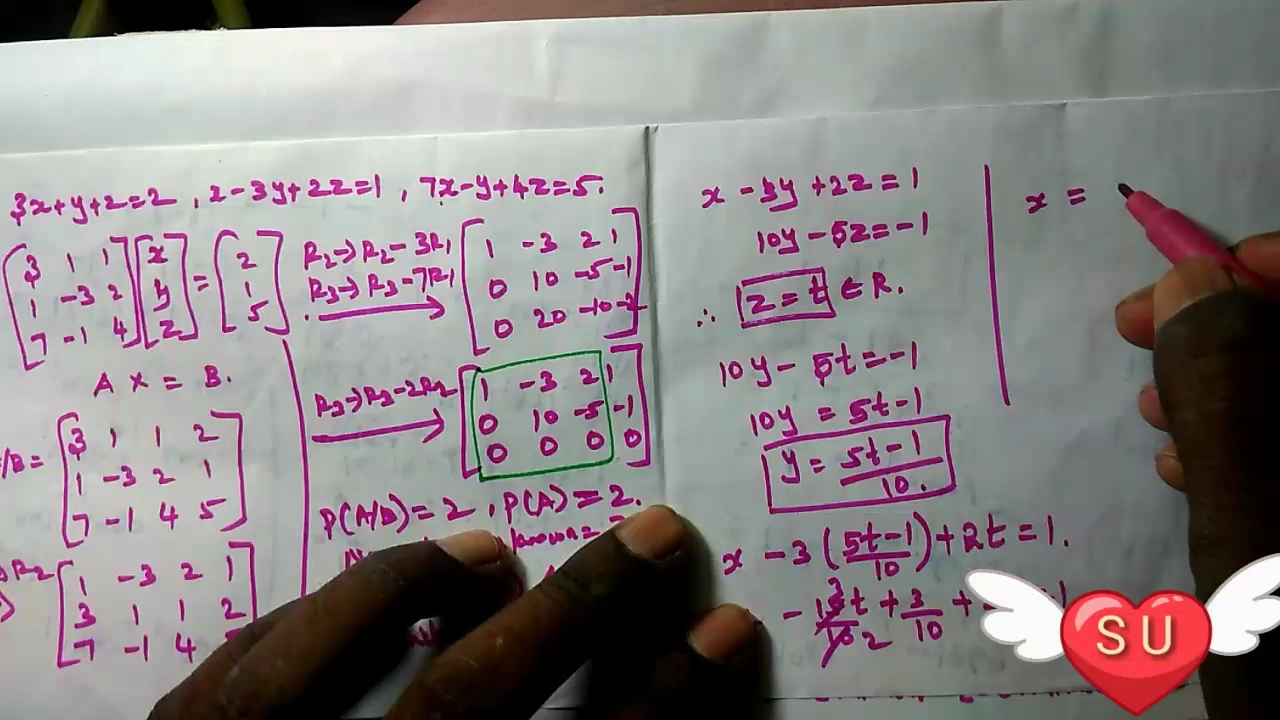 3x+y+z=2, x-3y+2z=1, 7x-y+4z=5.
[3 1 1] [x] = [2]
[1 -3 2] [y] [1]
[7 -1 4] [z] [5]
A X = B.
/B= [3 1 1 2]
[1 -3 2 1]
[7 -1 4 5]
R2 [1 -3 2 1]
[3 1 1 2]
[7 -1 4
R2→R2-3R1
R3→R3-7R1
[1 -3 2 1]
[0 10 -5 -1]
[0 20 -10 -2]
R3→R3-2R2
[1 -3 2 1]
[0 10 -5 -1]
[0 0 0 0]
P(A/B)=2, P(A)=2.
x -3y +2z=1
10y-5z=-1
∴ z=t ∈ R.
10y-5t=-1
10y = 5t-1
y = 5t-1/10.
x -3(5t-1/10)+2t=1.
x =
SU